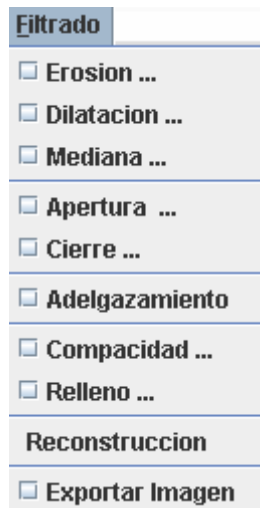 Filtrado
Erosion ...
Dilatacion ...
Mediana ...
Apertura ...
Cierre ...
Adelgazamiento
Compacidad ...
Relleno ...
Reconstruccion
Exportar Imagen